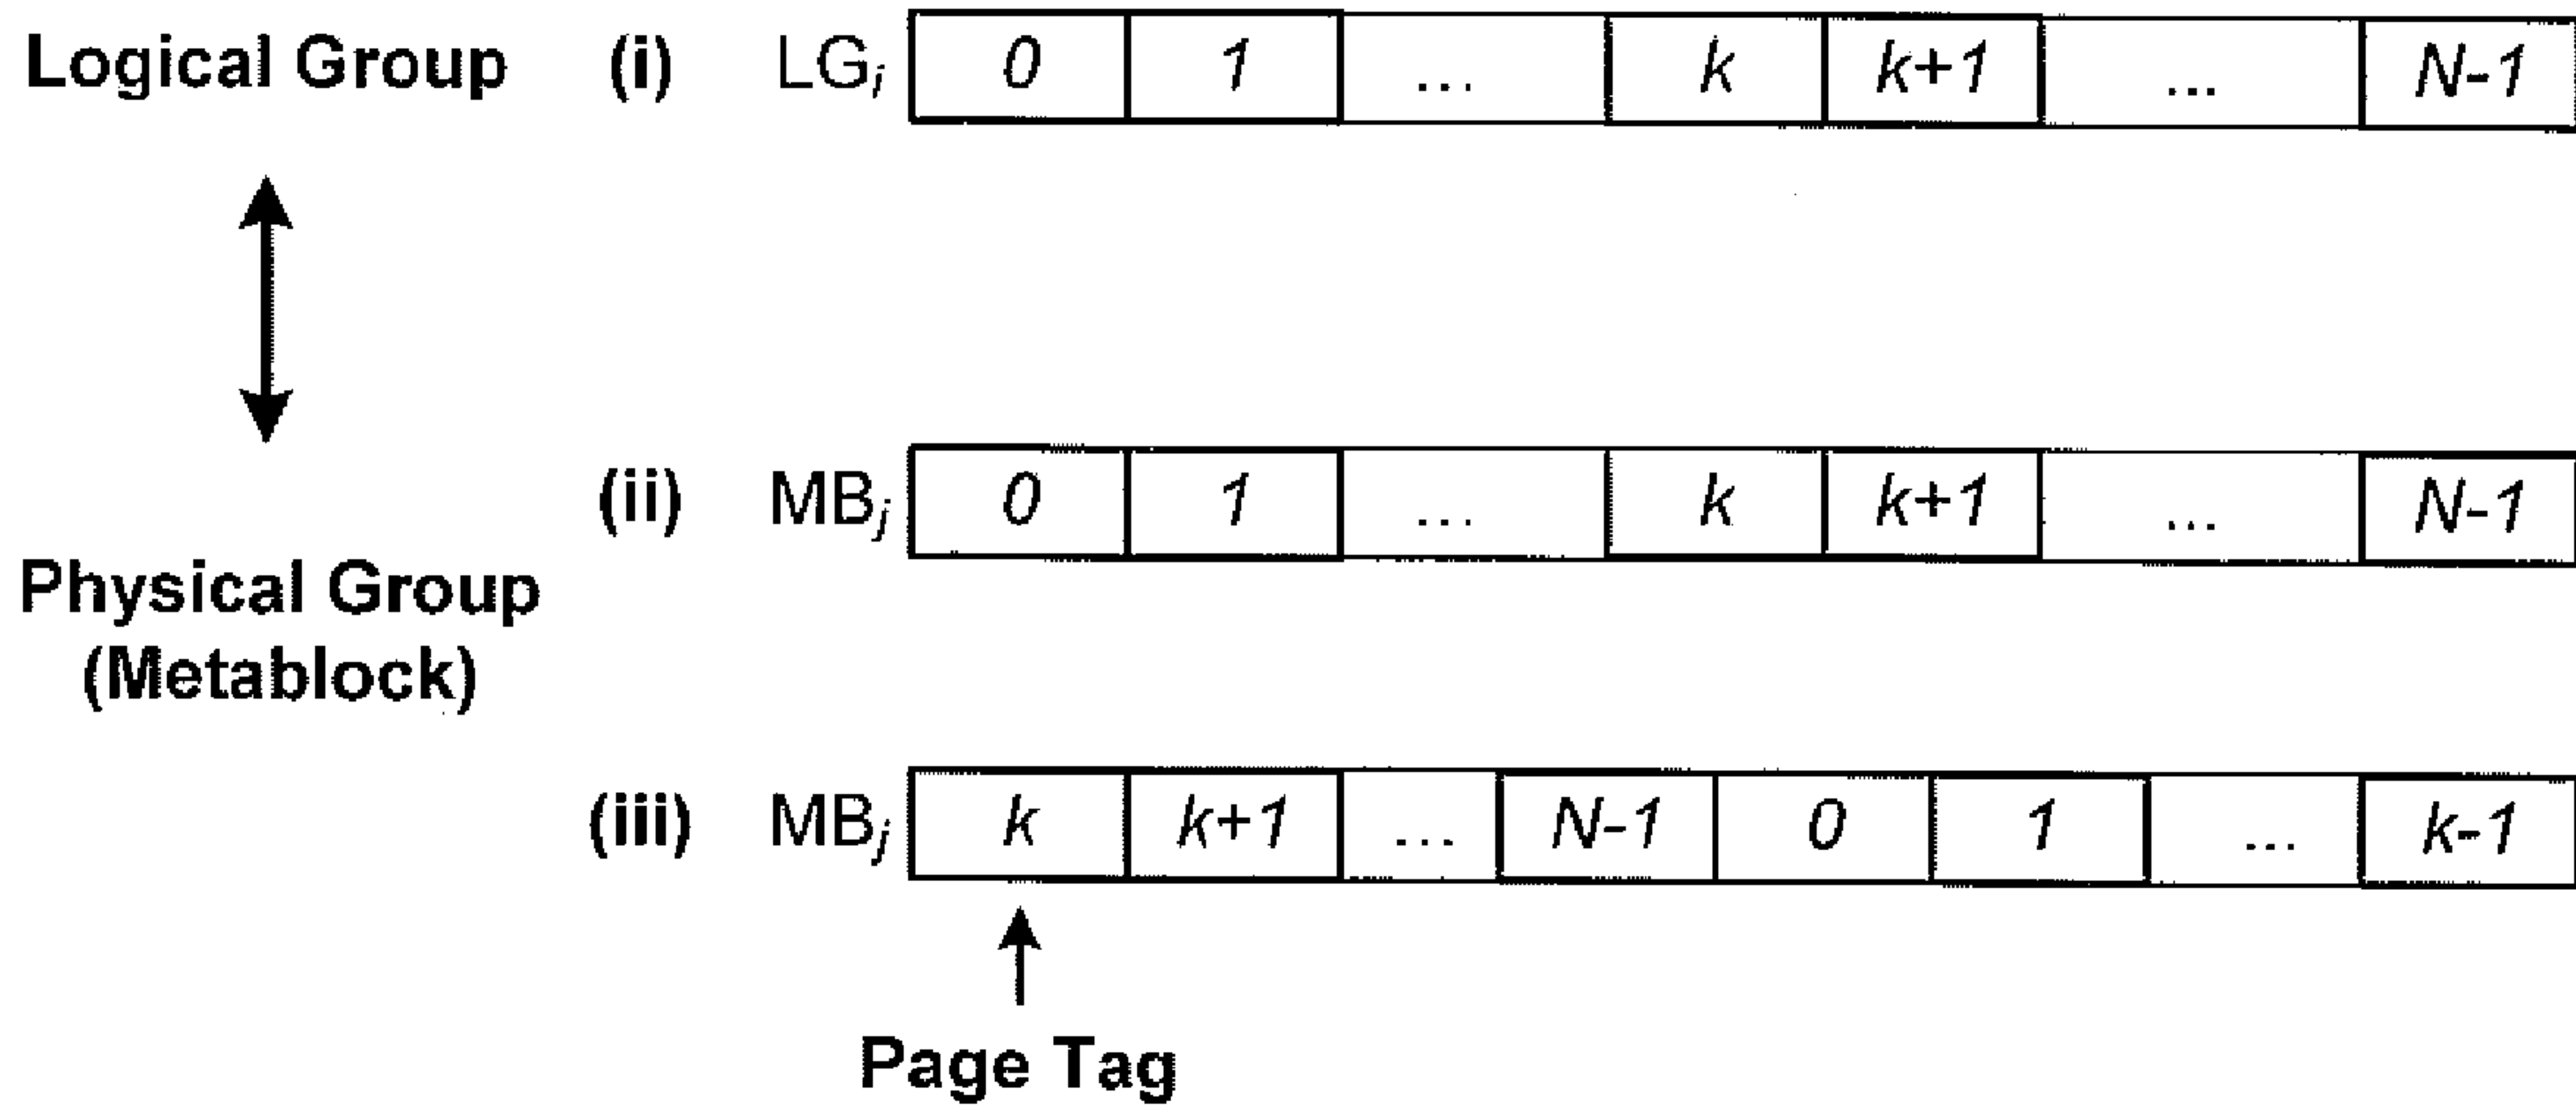 Logical Group (i) LGi 0 1 ... k k+1 ... N-1
(ii) MBj 0 1 ... k k+1 ... N-1
Physical Group
(Metablock)
(iii) MBj k k+1 ... N-1 0 1 ... k-1
Page Tag